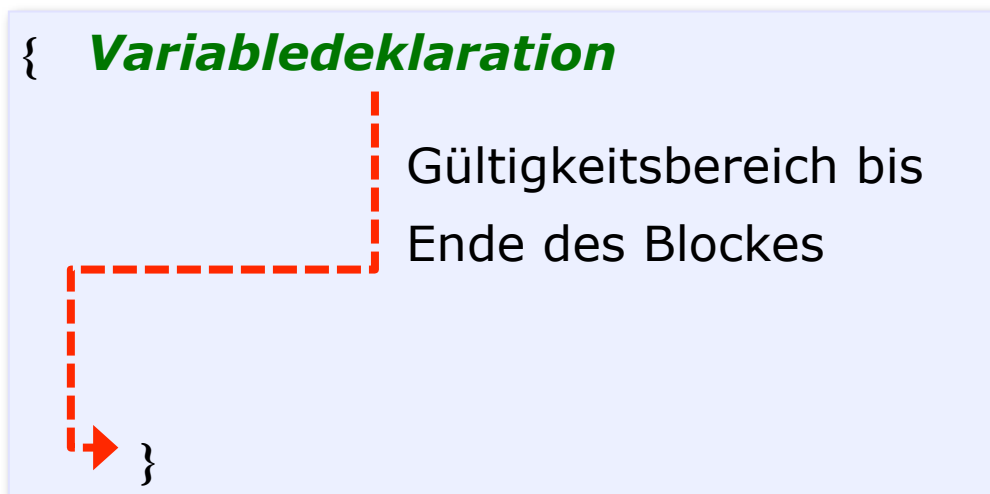 { Variabledeklaration
Gültigkeitsbereich bis
Ende des Blockes
}